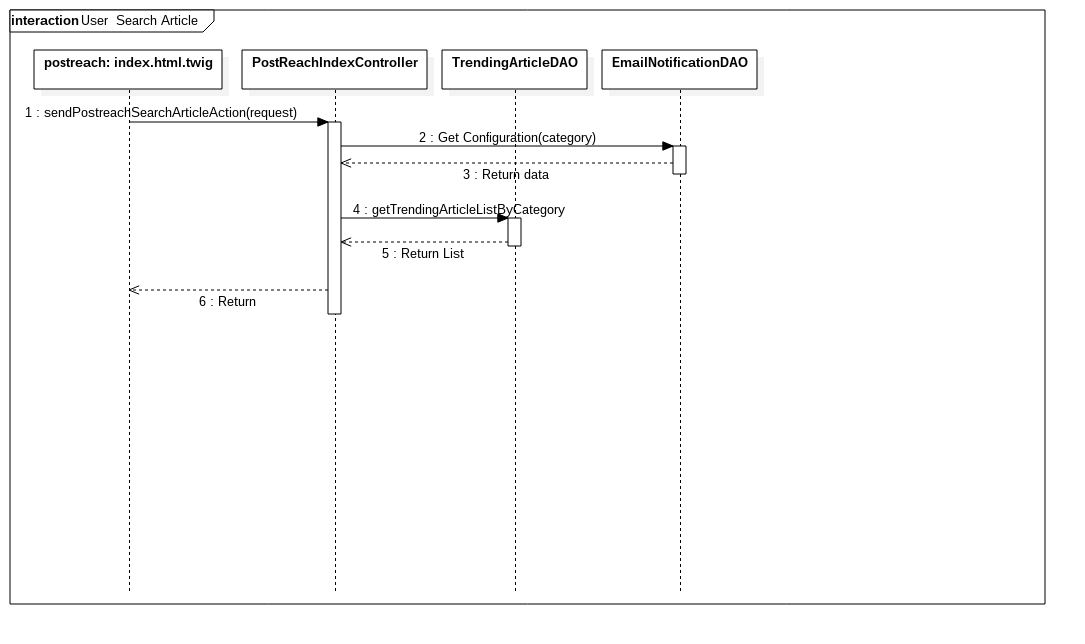 interaction User Search Article
postreach: index.html.twig
PostReachIndexController
TrendingArticleDAO
EmailNotificationDAO
1 : sendPostreachSearchArticleAction(request)
2 : Get Configuration(category)
3 : Return data
4 : getTrendingArticleListByCategory
5 : Return List
6 : Return